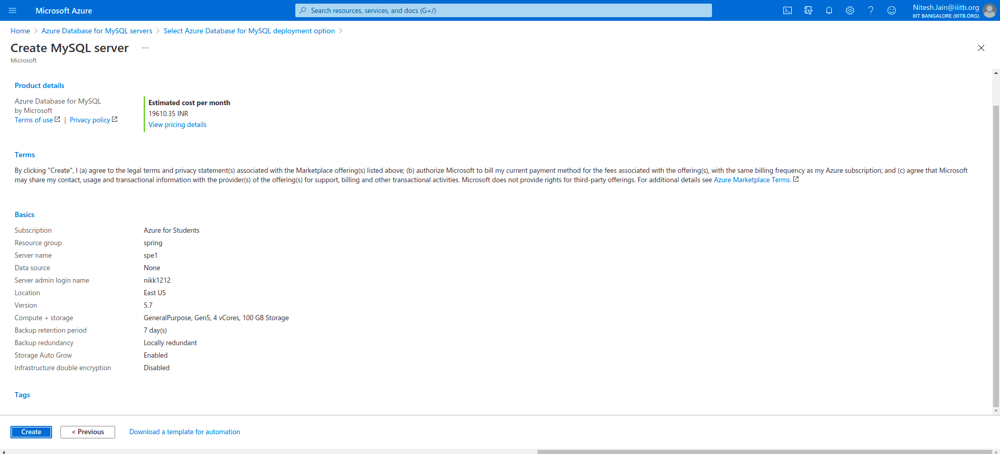 Microsoft Azure
Search resources, services, and docs (G+/)
Nitesh.Jain@iiitb.org
IIIT BANGALORE (IIITB.ORG)
Home > Azure Database for MySQL servers > Select Azure Database for MySQL deployment option >
Create MySQL server ...
Microsoft
Product details
Azure Database for MySQL
by Microsoft
Terms of use | Privacy policy
Estimated cost per month
19610.35 INR
View pricing details
Terms
By clicking "Create", I (a) agree to the legal terms and privacy statement(s) associated with the Marketplace offering(s) listed above; (b) authorize Microsoft to bill my current payment method for the fees associated with the offering(s), with the same billing frequency as my Azure subscription; and (c) agree that Microsoft
may share my contact, usage and transactional information with the provider(s) of the offering(s) for support, billing and other transactional activities. Microsoft does not provide rights for third-party offerings. For additional details see Azure Marketplace Terms.
Basics
Subscription Azure for Students
Resource group spring
Server name spe1
Data source None
Server admin login name nikk1212
Location East US
Version 5.7
Compute + storage GeneralPurpose, Gen5, 4 vCores, 100 GB Storage
Backup retention period 7 day(s)
Backup redundancy Locally redundant
Storage Auto Grow Enabled
Infrastructure double encryption Disabled
Tags
Create < Previous Download a template for automation